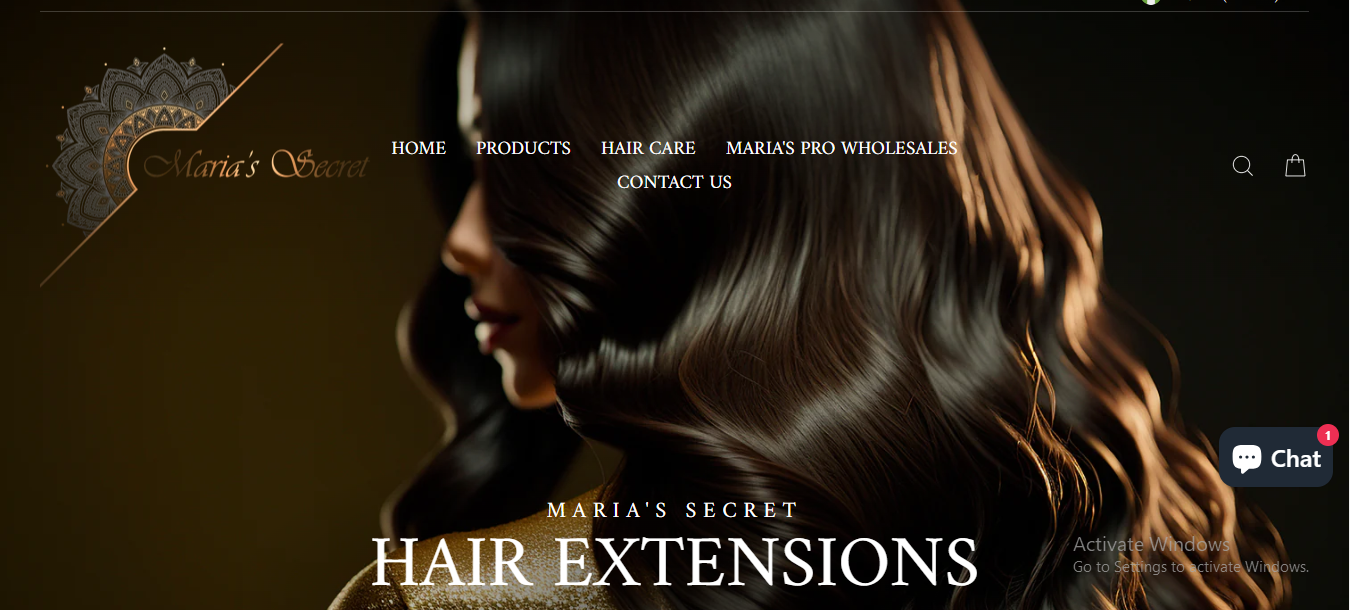 Maria's Secret
HOME PRODUCTS HAIR CARE MARIA'S PRO WHOLESALES
CONTACT US
1
Chat
MARIA'S SECRET
HAIR EXTENSIONS
Activate Windows
Go to Settings to activate Windows.